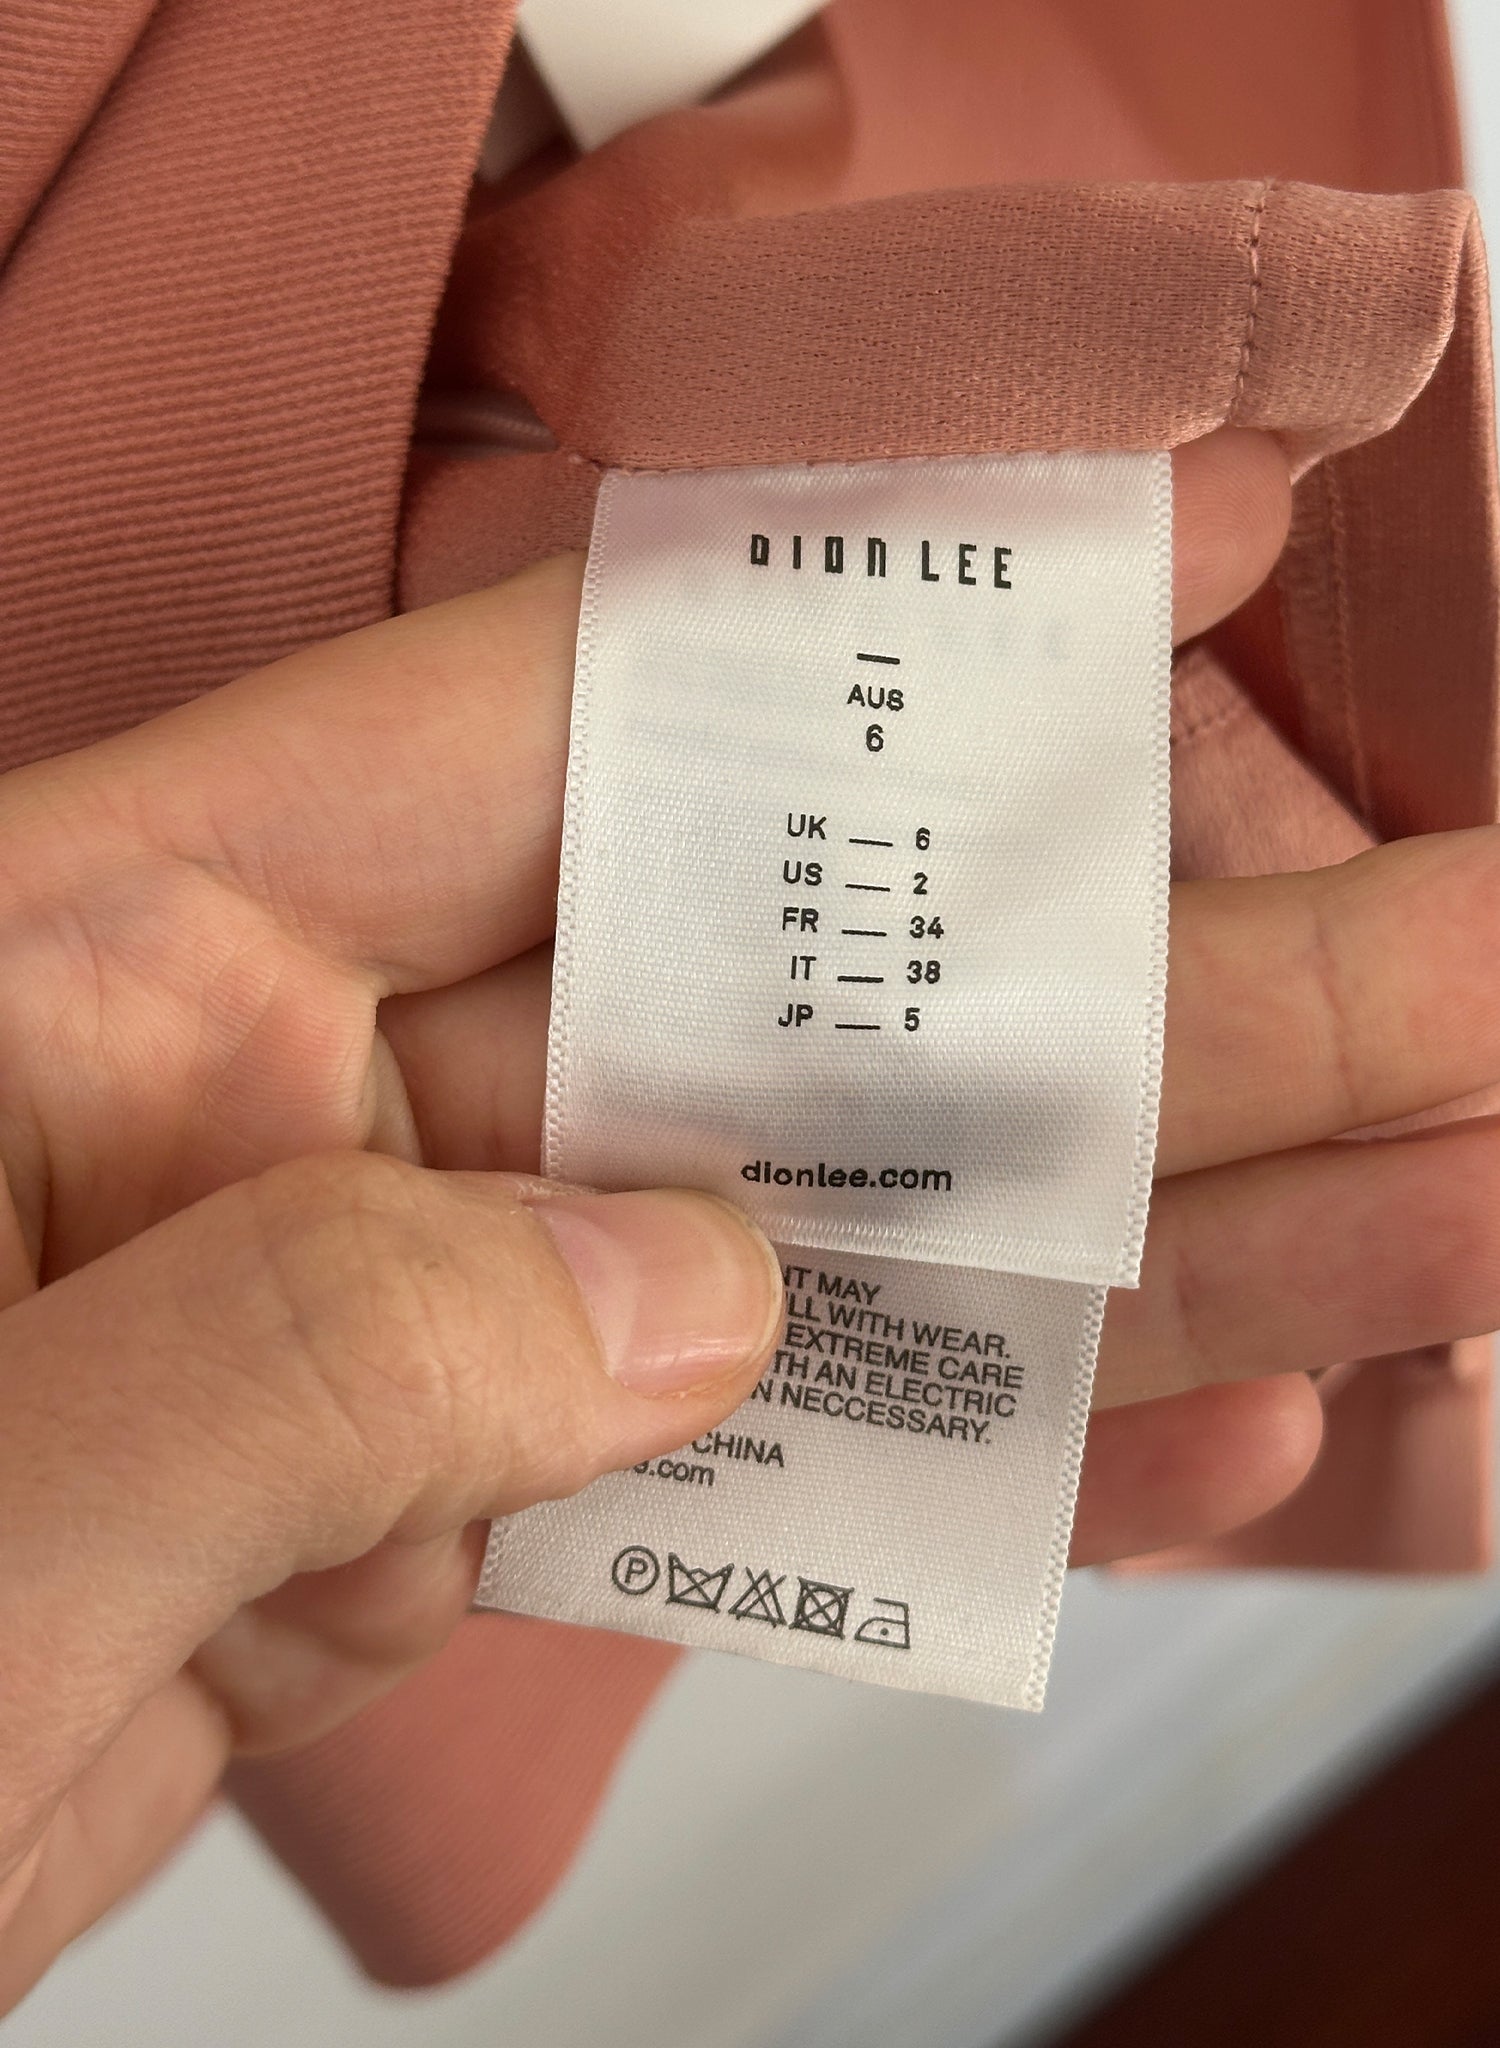 DION LEE
—
AUS
6
UK — 6
US — 2
FR — 34
IT — 38
JP — 5
dionlee.com
MAY
WITH WEAR.
EXTREME CARE
AN ELECTRIC
NECCESSARY.
CHINA
.com
P